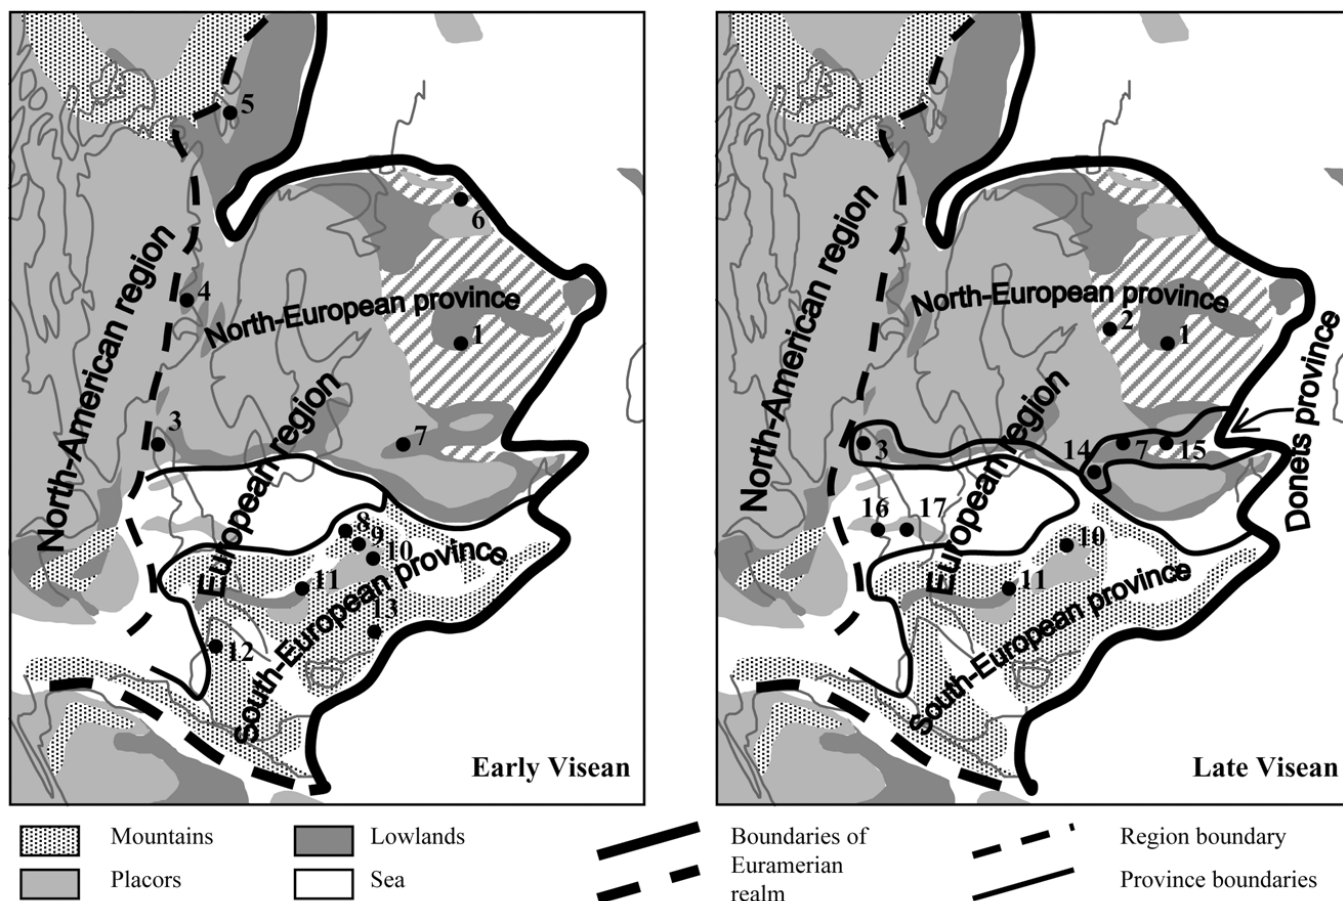 5
6
North-American region
4
North-European province
1
3
European region
7
8
9
10
11
13
12
South-European province
Early Visean
North-American region
North-European province
2
1
Donets province
European region
3
14
7
15
16
17
10
11
South-European province
Late Visean
Mountains
Placors
Lowlands
Sea
Boundaries of
Euramerian
realm
Region boundary
Province boundaries